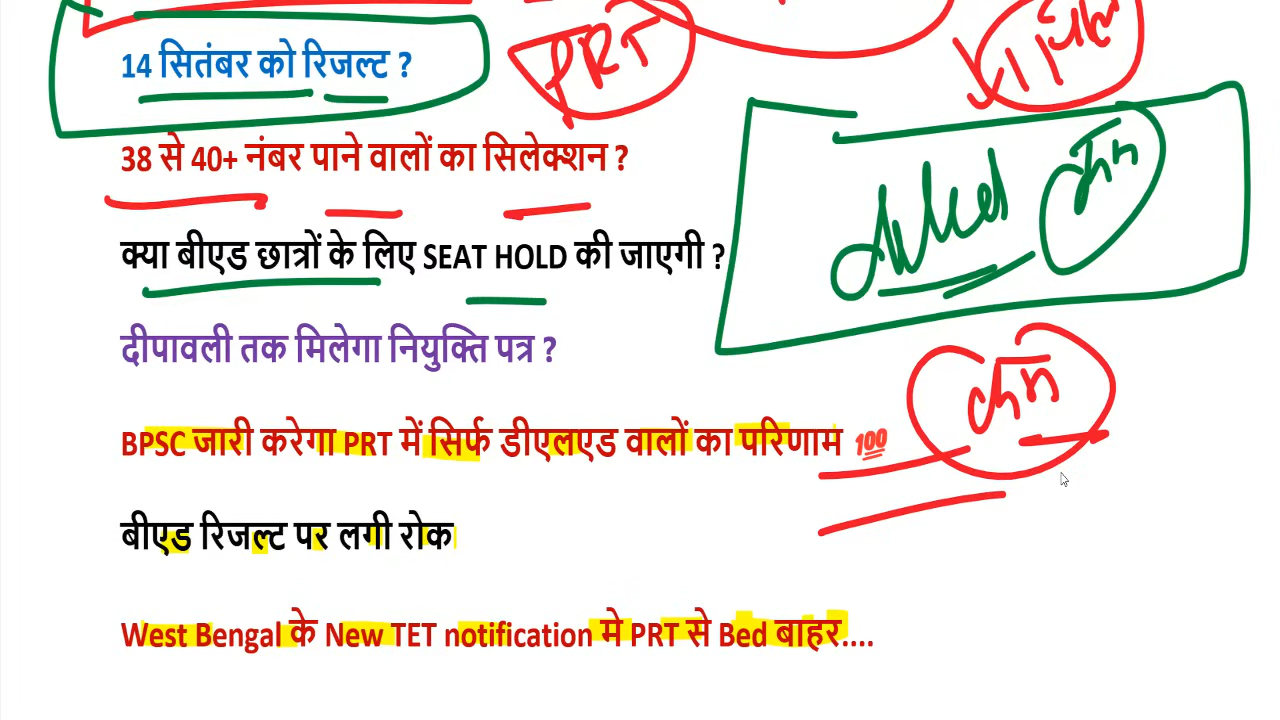 14 सितंबर को रिजल्ट ?
PRT
38 से 40+ नंबर पाने वालों का सिलेक्शन ?
क्या बीएड छात्रों के लिए SEAT HOLD की जाएगी ?
दीपावली तक मिलेगा नियुक्ति पत्र ?
कम
BPSC जारी करेगा PRT में सिर्फ डीएलएड वालों का परिणाम 💯
बीएड रिजल्ट पर लगी रोक
West Bengal के New TET notification मे PRT से Bed बाहर....